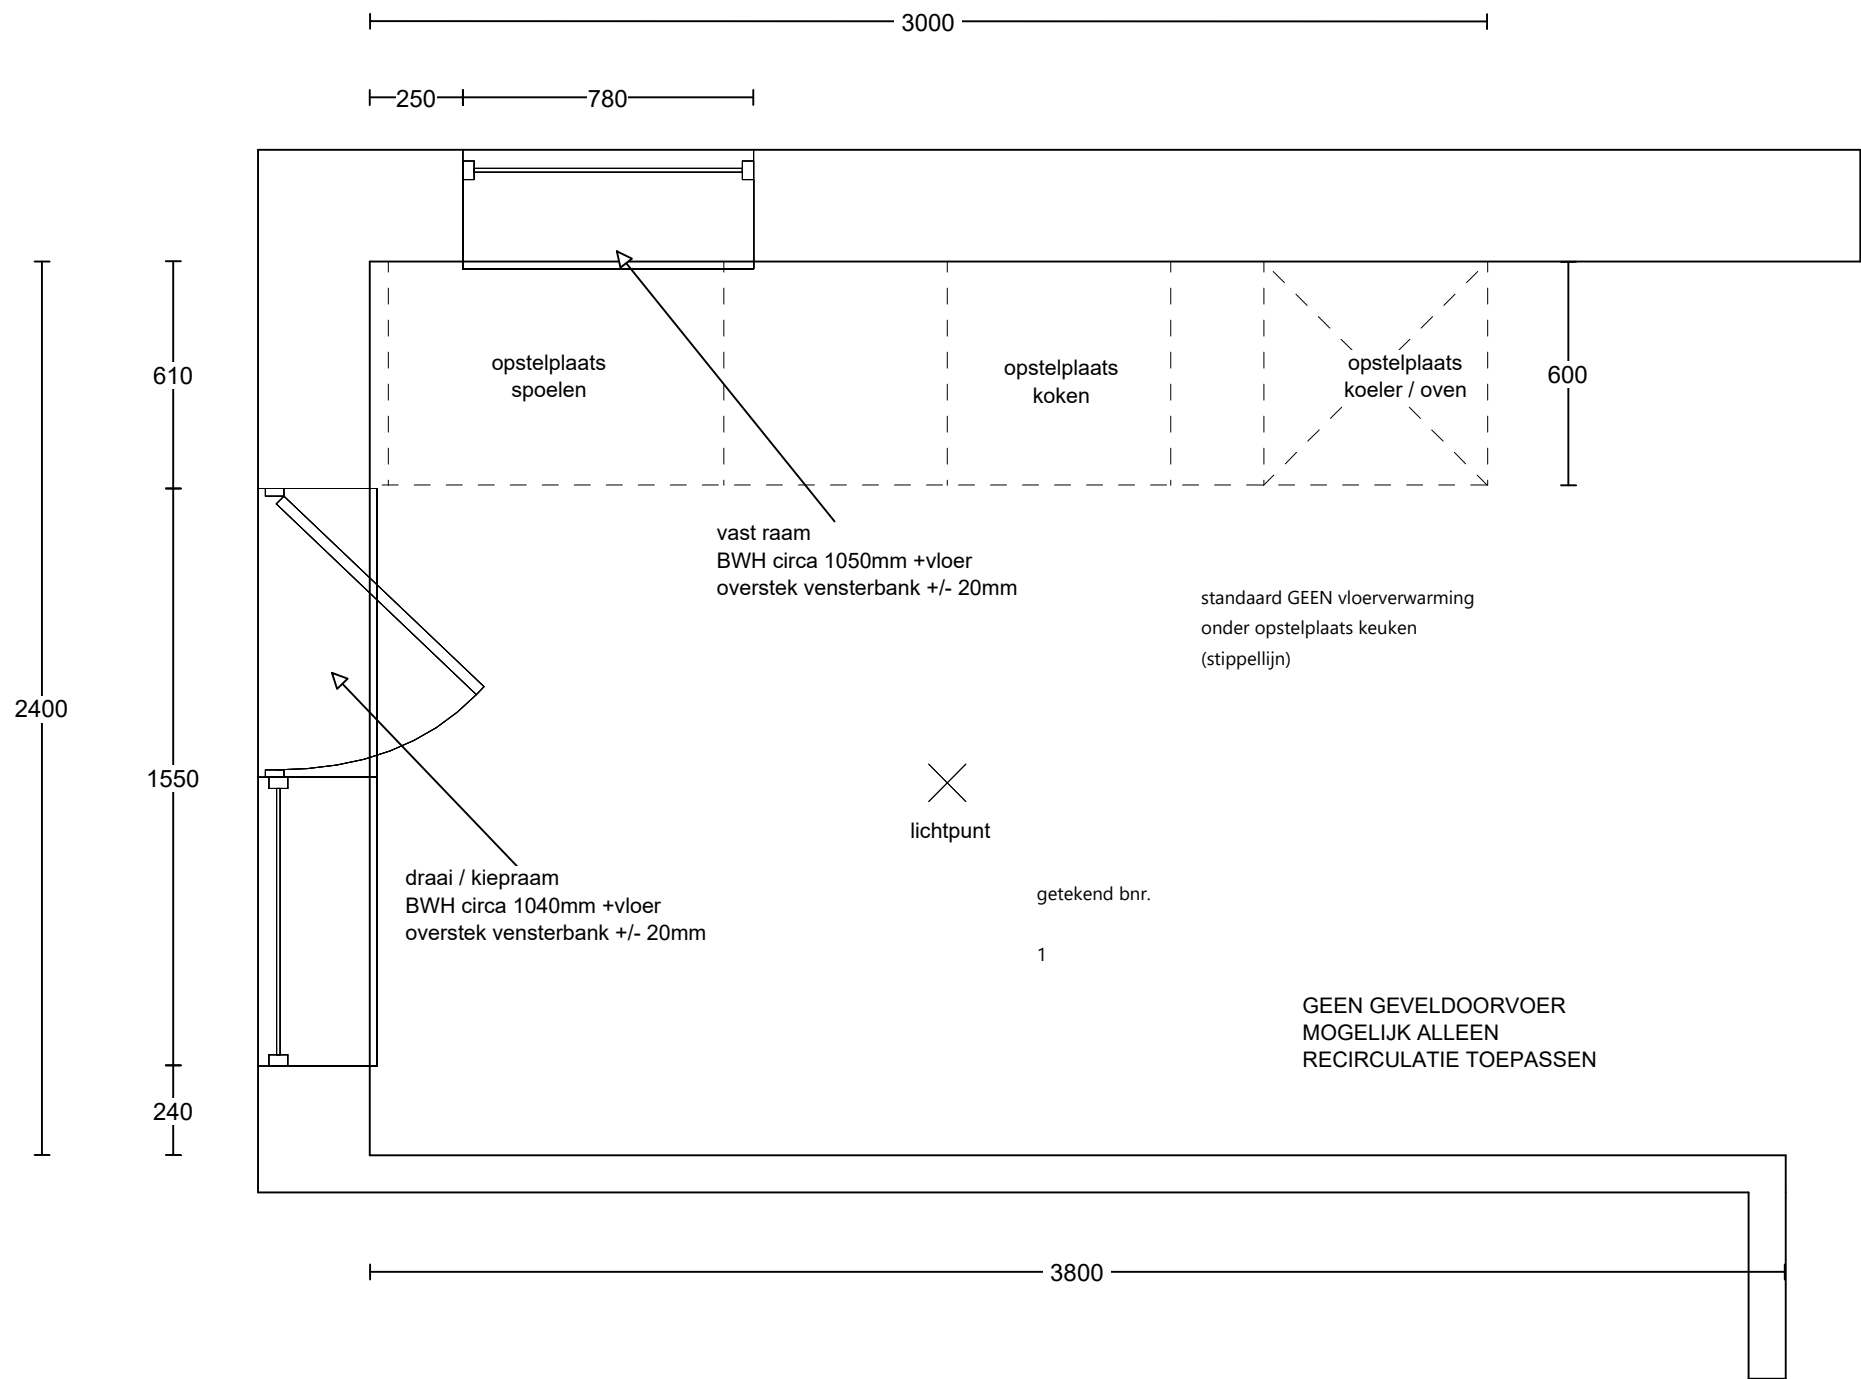 3000
250
780
opstelplaats
spoelen
opstelplaats
koken
opstelplaats
koeler / oven
600
610
2400
1550
240
vast raam
BWH circa 1050mm +vloer
overstek vensterbank +/- 20mm
standaard GEEN vloerverwarming
onder opstelplaats keuken
(stippellijn)
lichtpunt
draai / kiepraam
BWH circa 1040mm +vloer
overstek vensterbank +/- 20mm
getekend bnr.
1
GEEN GEVELDOORVOER
MOGELIJK ALLEEN
RECIRCULATIE TOEPASSEN
3800